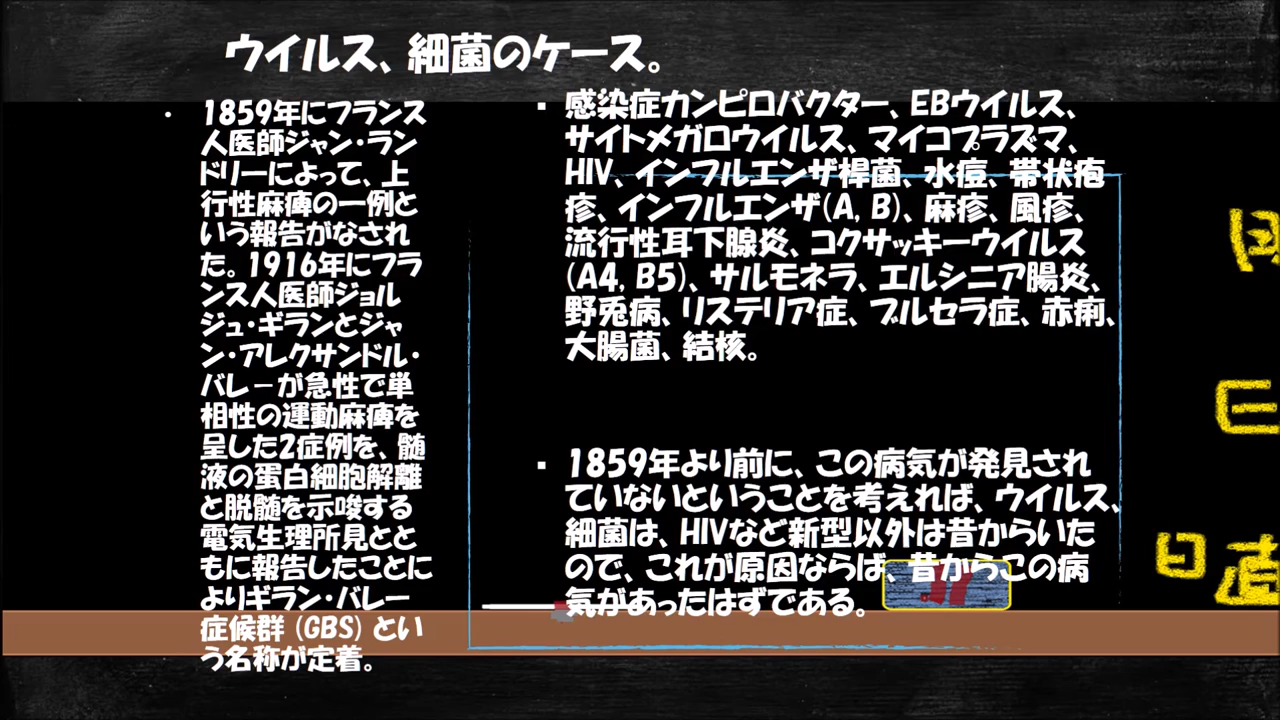 ウイルス、細菌のケース。
・ 1859年にフランス
人医師ジャン・ラン
ドリーによって、上
行性麻痺の一例と
いう報告がなされ
た。1916年にフラ
ンス人医師ジョル
ジュ・ギランとジャ
ン・アレクサンドル・
バレーが急性で単
相性の運動麻痺を
呈した2症例を、髄
液の蛋白細胞解離
と脱髄を示唆する
電気生理所見とと
もに報告したことに
よりギラン・バレー
症候群 (GBS) とい
う名称が定着。
▪ 感染症カンピロバクター、EBウイルス、
サイトメガロウイルス、マイコプラズマ、
HIV、インフルエンザ桿菌、水痘、帯状疱
疹、インフルエンザ(A, B)、麻疹、風疹、
流行性耳下腺炎、コクサッキーウイルス
(A4, B5)、サルモネラ、エルシニア腸炎、
野兎病、リステリア症、ブルセラ症、赤痢、
大腸菌、結核。
▪ 1859年より前に、この病気が発見され
ていないということを考えれば、ウイルス、
細菌は、HIVなど新型以外は昔からいた
ので、これが原因ならば、昔からこの病
気があったはずである。
日直